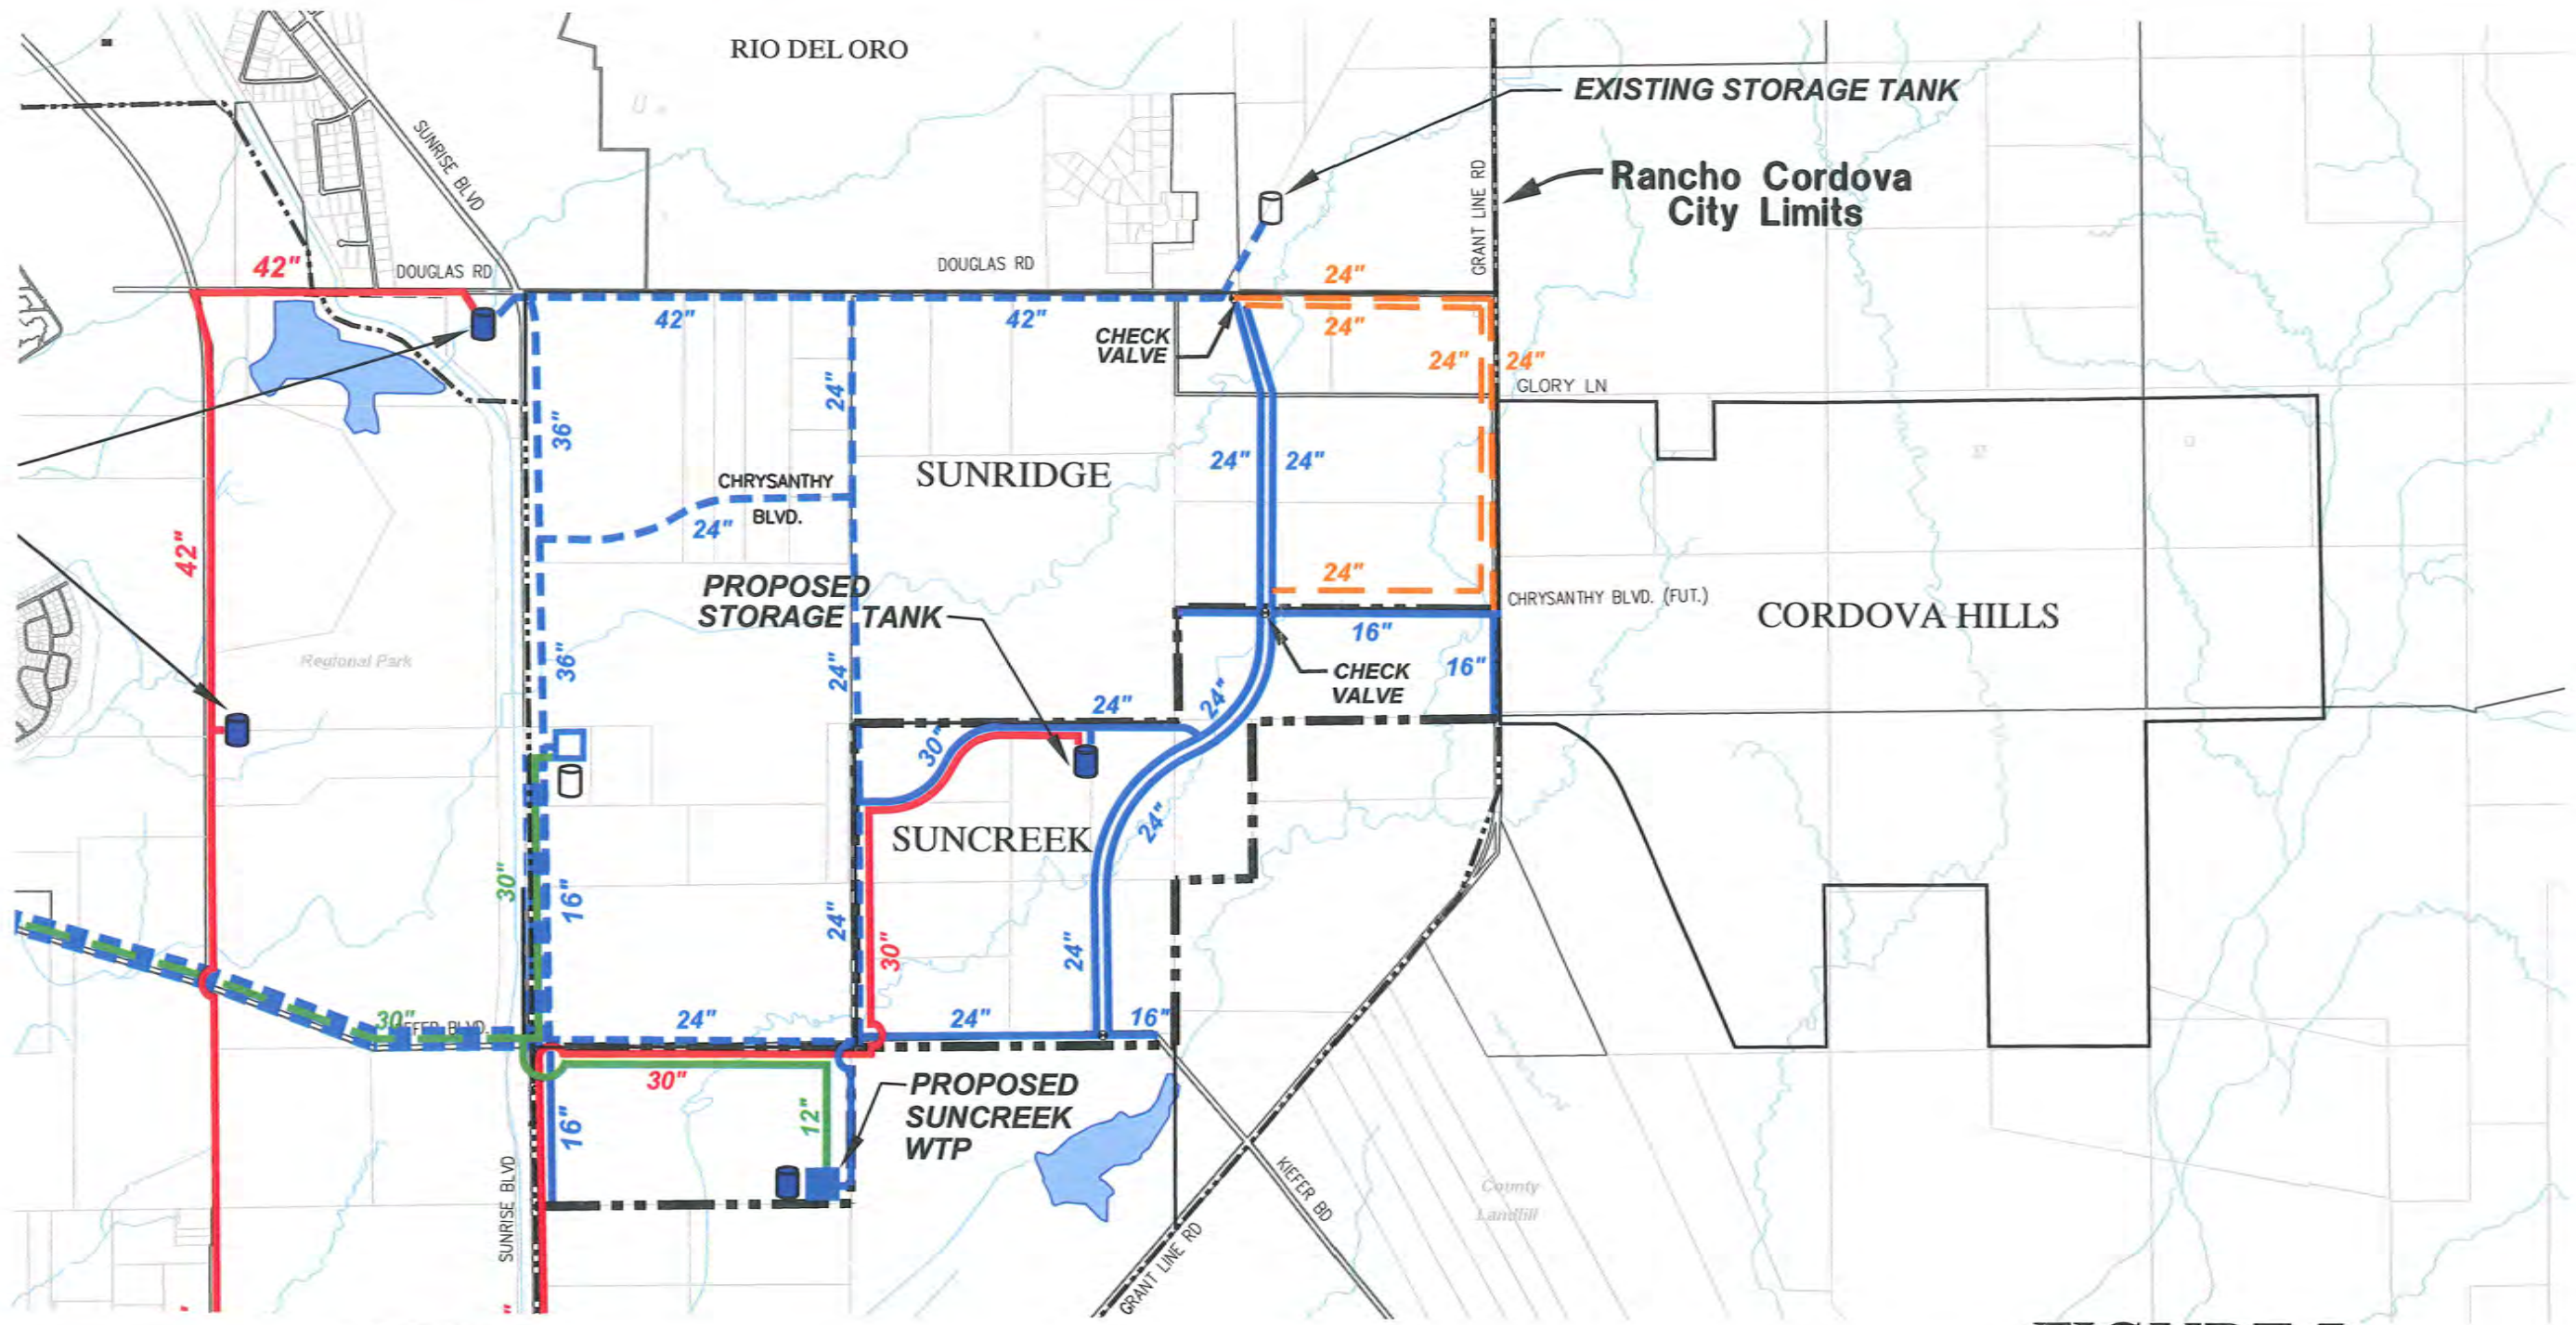 RIO DEL ORO
EXISTING STORAGE TANK
SUNRISE BLVD
GRANT LINE RD
Rancho Cordova
City Limits
42"
DOUGLAS RD
DOUGLAS RD
24"
42"
42"
CHECK
VALVE
24"
24"
24"
GLORY LN
24"
36"
24"
24"
SUNRIDGE
CHRYSANTHY
BLVD.
24"
42"
PROPOSED
STORAGE TANK
24"
CHRYSANTHY BLVD. (FUT.)
CORDOVA HILLS
16"
Regional Park
36"
24"
CHECK
VALVE
16"
24"
24"
30"
24"
SUNCREEK
30"
16"
24"
30"
24"
30"
24"
24"
16"
30"
PROPOSED
SUNCREEK
WTP
16"
12"
SUNRISE BLVD
KIEFER BD
County
Landfill
GRANT LINE RD